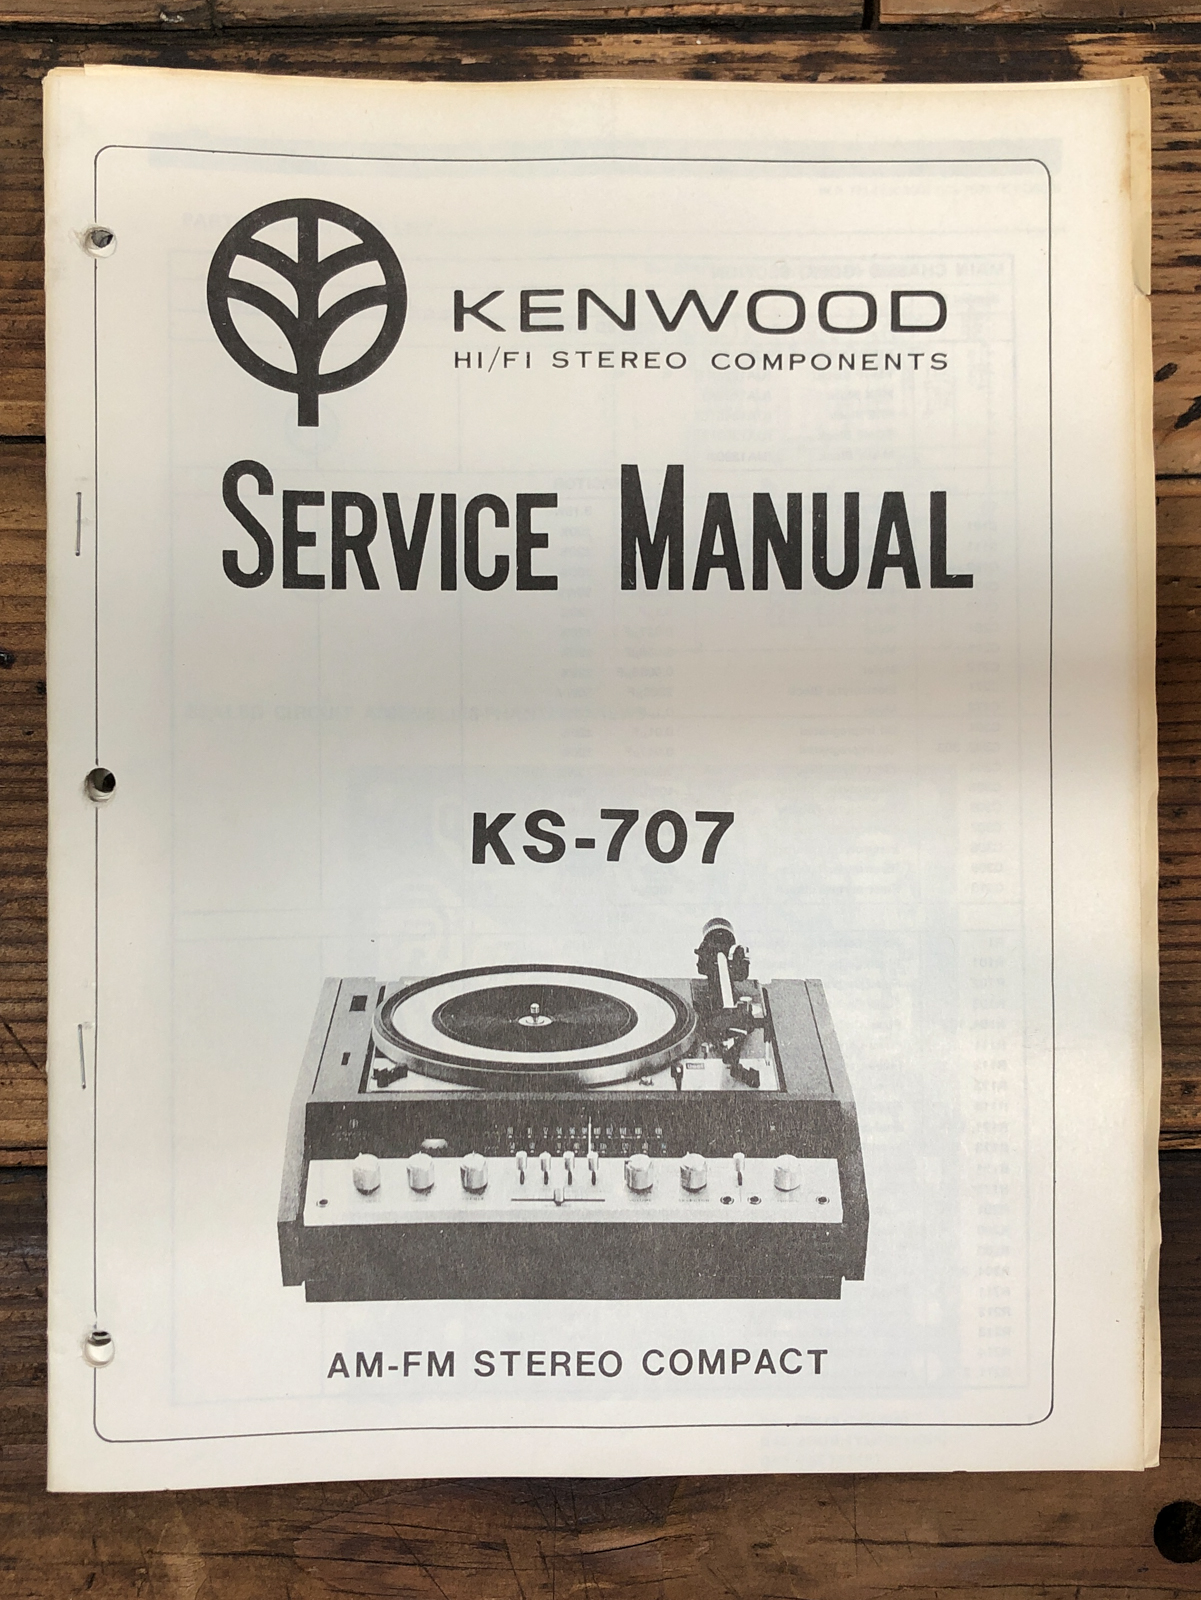 KENWOOD
HI/FI STEREO COMPONENTS
SERVICE MANUAL
KS-707
AM-FM STEREO COMPACT